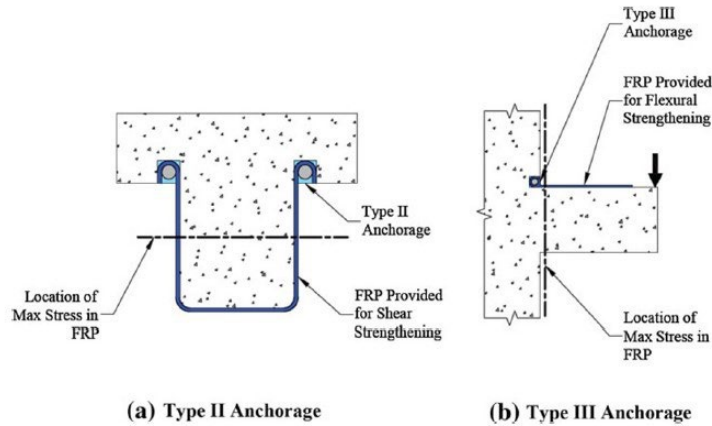 Type III
Anchorage
FRP Provided
for Flexural
Strengthening
Type II
Anchorage
Location of
Max Stress in
FRP
FRP Provided
for Shear
Strengthening
Location of
Max Stress in
FRP
(a) Type II Anchorage
(b) Type III Anchorage